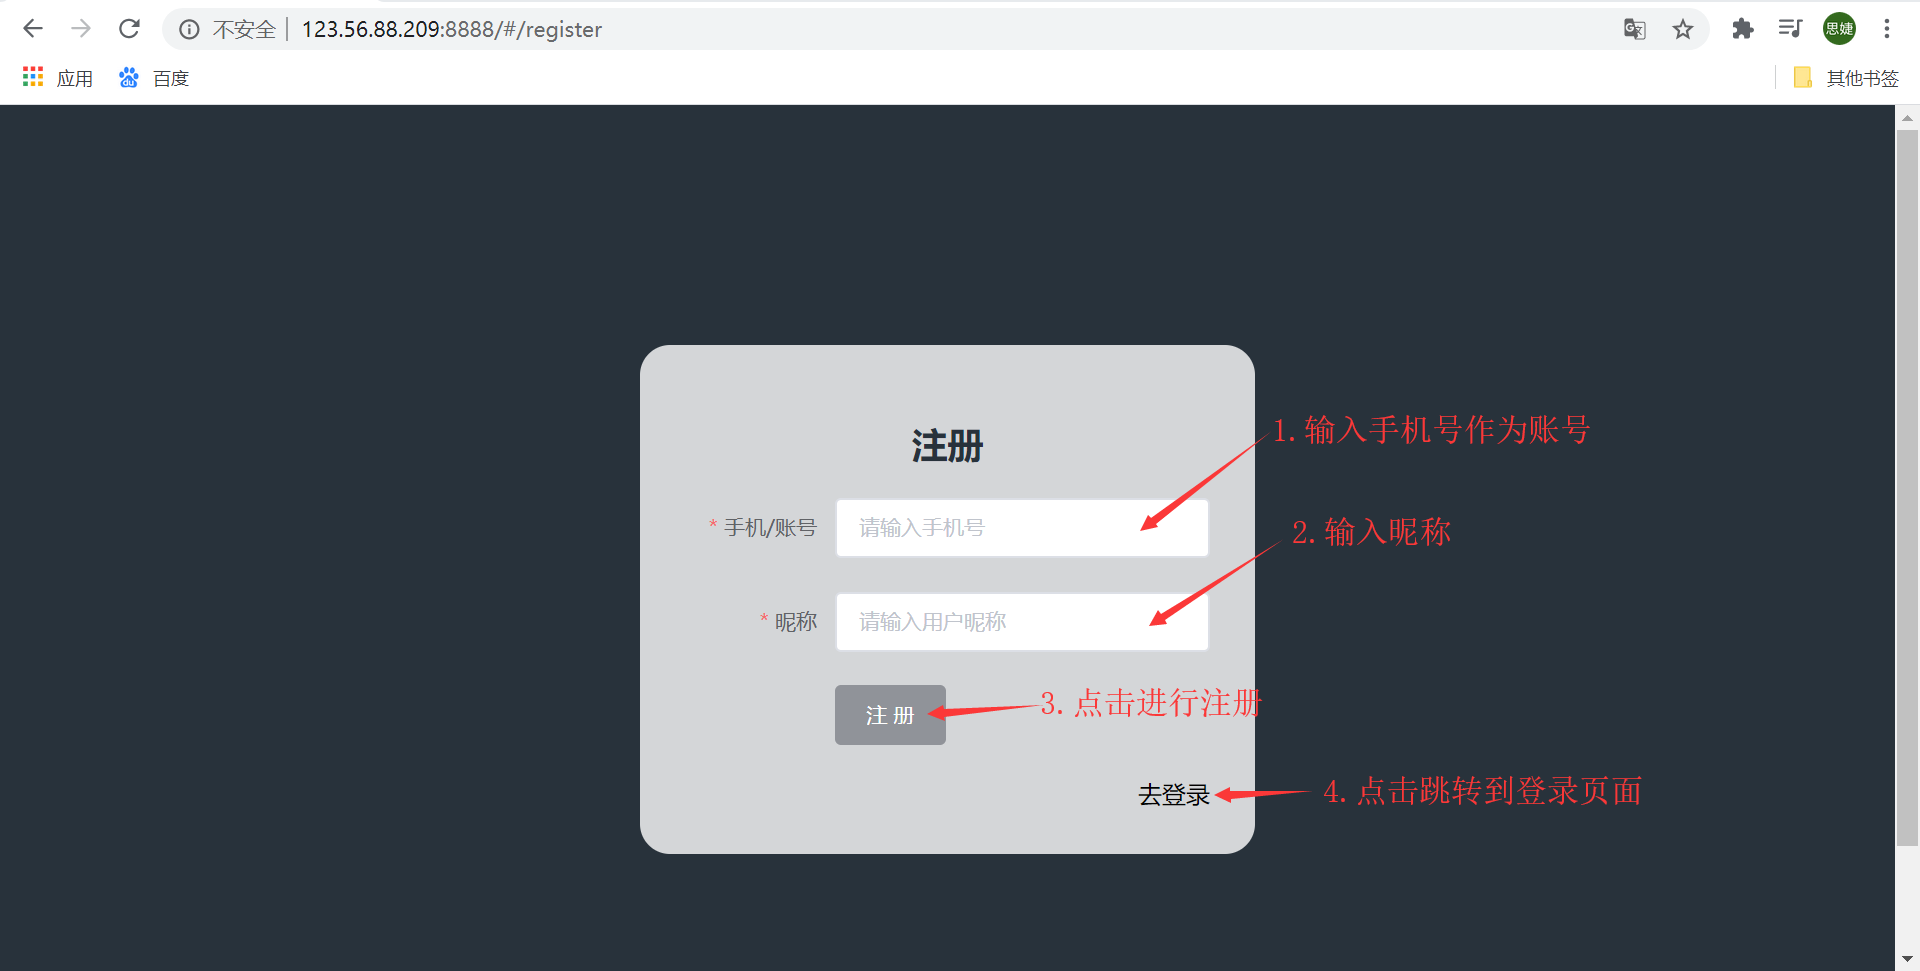 不安全 | 123.56.88.209:8888/#/register
思婕
应用 百度 其他书签
注册
1.输入手机号作为账号
* 手机/账号 请输入手机号
2.输入昵称
* 昵称 请输入用户昵称
注 册 3.点击进行注册
去登录 4.点击跳转到登录页面